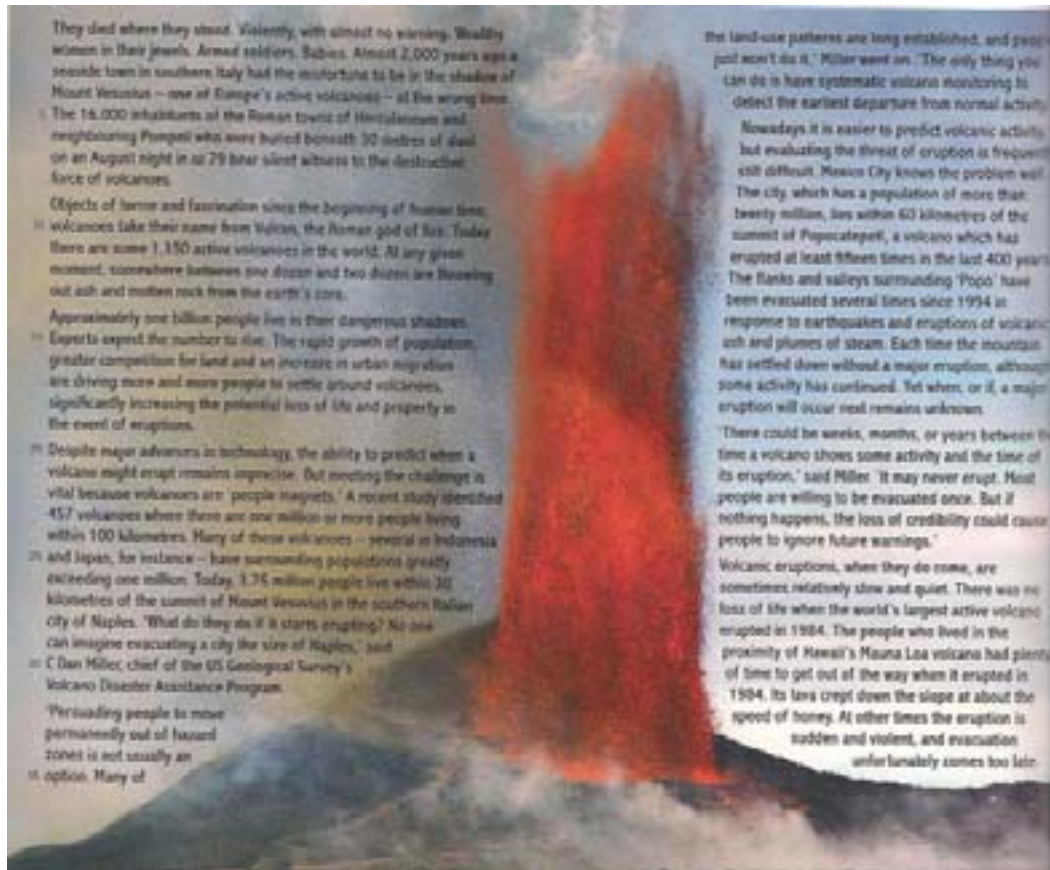 They died where they stood. Violently, with almost no warning. Wealthy
women in their jewels. Armed soldiers. Babies. Almost 2,000 years ago a
seaside town in southern Italy had the misfortune to be in the shadow of
Mount Vesuvius – one of Europe's active volcanoes – at the wrong time.
The 16,000 inhabitants of the Roman towns of Herculaneum and
neighbouring Pompeii who were buried beneath 30 metres of
on an August night in AD 79 bear silent witness to the destructive
force of volcanoes.
Objects of terror and fascination since the beginning of human time,
10 volcanoes take their name from Vulcan, the Roman god of fire. Today
there are some 1,350 active volcanoes in the world. At any given
moment, somewhere between one dozen and two dozen are throwing
out ash and molten rock from the earth's core.
Approximately one billion people live in their dangerous shadows.
15 Experts expect the number to rise. The rapid growth of population,
greater competition for land and an increase in urban migration
are driving more and more people to settle around volcanoes,
significantly increasing the potential loss of life and property in
the event of eruptions.
20 Despite major advances in technology, the ability to predict when a
volcano might erupt remains imprecise. But meeting the challenge is
vital because volcanoes are 'people magnets.' A recent study identified
457 volcanoes where there are one million or more people living
within 100 kilometres. Many of these volcanoes – several in Indonesia
25 and Japan, for instance – have surrounding populations greatly
exceeding one million. Today, 3.75 million people live within 30
kilometres of the summit of Mount Vesuvius in the southern Italian
city of Naples. 'What do they do if it starts erupting? No one
can imagine evacuating a city the size of Naples,' said
30 C Dan Miller, chief of the US Geological Survey's
Volcano Disaster Assistance Program.
'Persuading people to move
permanently out of hazard
zones is not usually an
35 option. Many of
the land-use patterns are long established, and people
just won't do it,' Miller went on. 'The only thing you
can do is have systematic volcano monitoring to
detect the earliest departure from normal activity.'
Nowadays it is easier to predict volcanic activity,
but evaluating the threat of eruption is frequently
still difficult. Mexico City knows the problem well.
The city, which has a population of more than
twenty million, lies within 60 kilometres of the
summit of Popocatepetl, a volcano which has
erupted at least fifteen times in the last 400 years.
The flanks and valleys surrounding 'Popo' have
been evacuated several times since 1994 in
response to earthquakes and eruptions of volcanic
ash and plumes of steam. Each time the mountain
has settled down without a major eruption, although
some activity has continued. Yet when, or if, a major
eruption will occur next remains unknown.
'There could be weeks, months, or years between the
time a volcano shows some activity and the time of
its eruption,' said Miller. 'It may never erupt. Most
people are willing to be evacuated once. But if
nothing happens, the loss of credibility could cause
people to ignore future warnings.'
Volcanic eruptions, when they do come, are
sometimes relatively slow and quiet. There was no
loss of life when the world's largest active volcano
erupted in 1984. The people who lived in the
proximity of Hawaii's Mauna Loa volcano had plenty
of time to get out of the way when it erupted in
1984. Its lava crept down the slope at about the
speed of honey. At other times the eruption is
sudden and violent, and evacuation
unfortunately comes too late.